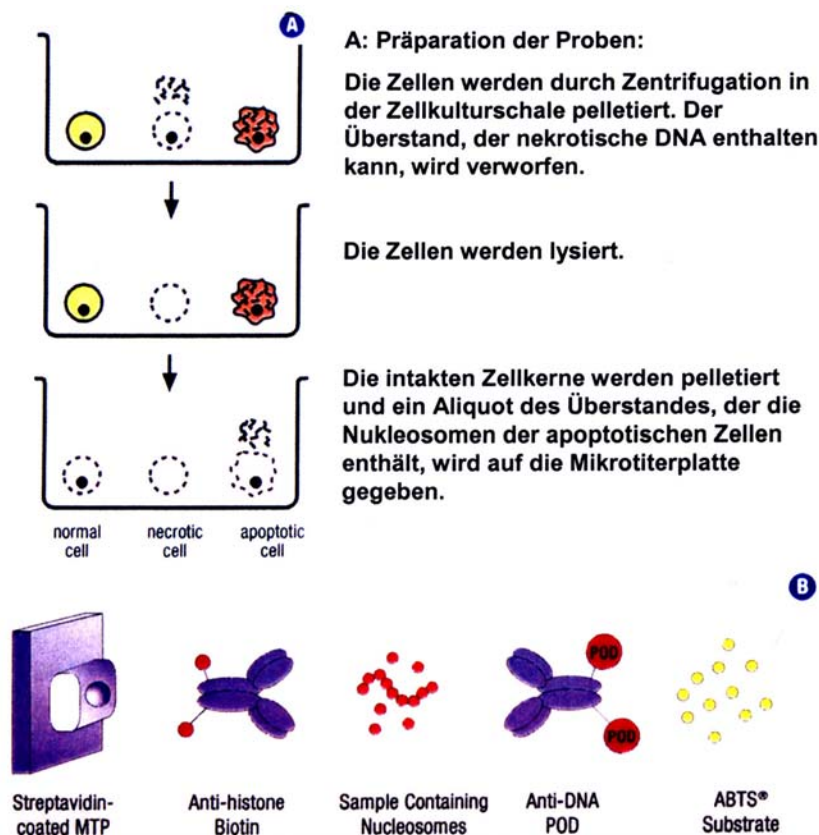 A
A: Präparation der Proben:
Die Zellen werden durch Zentrifugation in
der Zellkulturschale pelletiert. Der
Überstand, der nekrotische DNA enthalten
kann, wird verworfen.
Die Zellen werden lysiert.
Die intakten Zellkerne werden pelletiert
und ein Aliquot des Überstandes, der die
Nukleosomen der apoptotischen Zellen
enthält, wird auf die Mikrotiterplatte
gegeben.
normal
cell
necrotic
cell
apoptotic
cell
B
POD
POD
Streptavidin-
coated MTP
Anti-histone
Biotin
Sample Containing
Nucleosomes
Anti-DNA
POD
ABTS®
Substrate